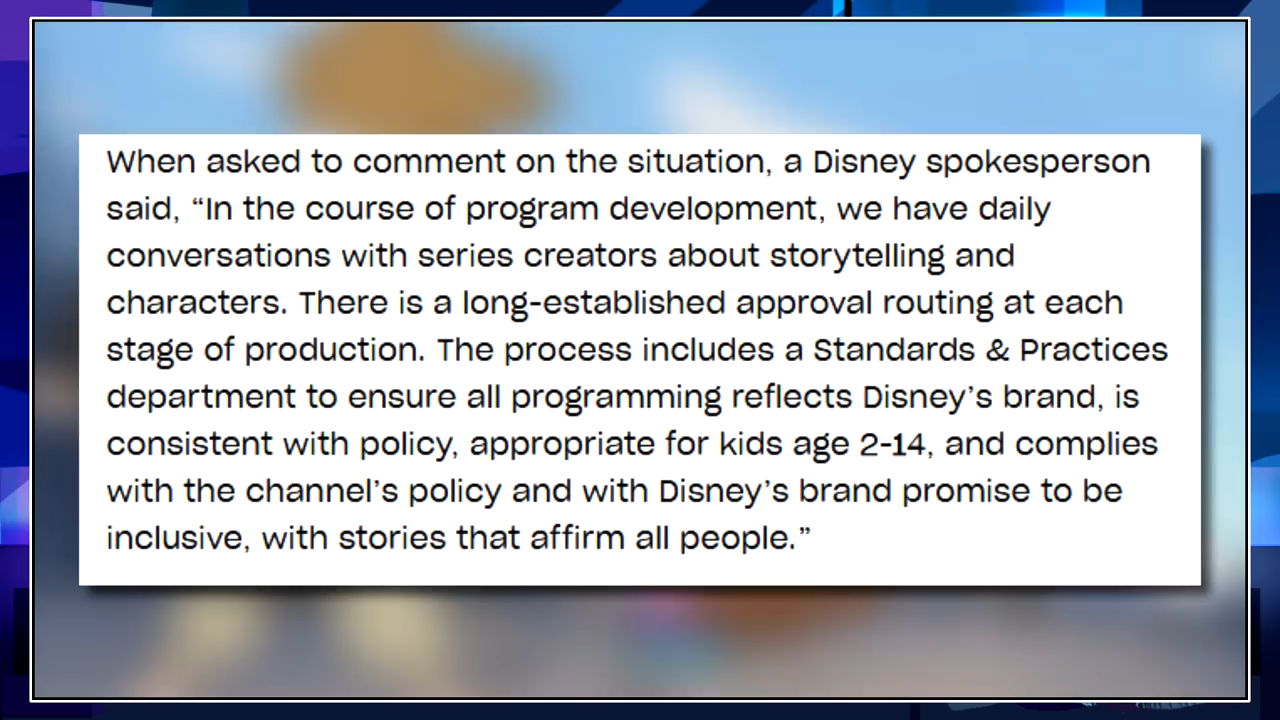 When asked to comment on the situation, a Disney spokesperson
said, “In the course of program development, we have daily
conversations with series creators about storytelling and
characters. There is a long-established approval routing at each
stage of production. The process includes a Standards & Practices
department to ensure all programming reflects Disney’s brand, is
consistent with policy, appropriate for kids age 2-14, and complies
with the channel’s policy and with Disney’s brand promise to be
inclusive, with stories that affirm all people.”